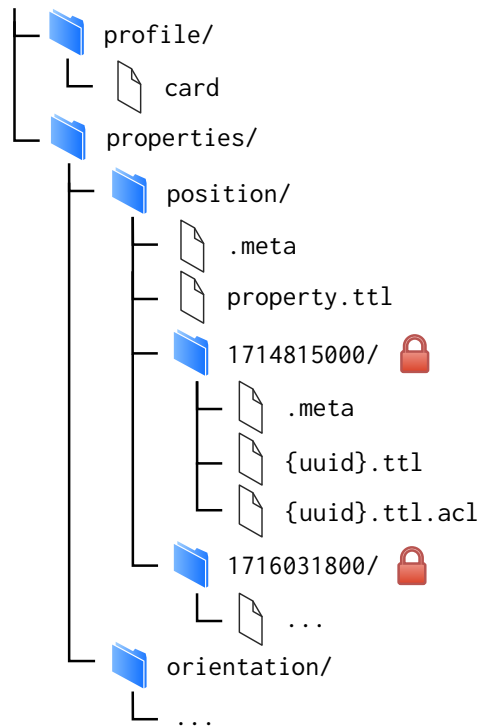 profile/
card
properties/
position/
.meta
property.ttl
1714815000/
.meta
{uuid}.ttl
{uuid}.ttl.acl
1716031800/
...
orientation/
...